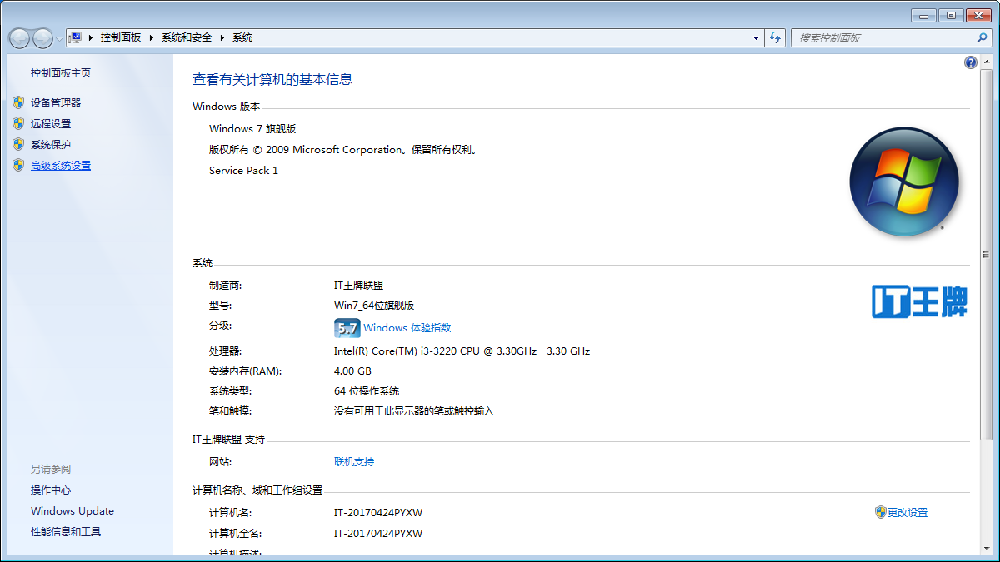 控制面板 ▸ 系统和安全 ▸ 系统
搜索控制面板
控制面板主页
设备管理器
远程设置
系统保护
高级系统设置
另请参阅
操作中心
Windows Update
性能信息和工具
查看有关计算机的基本信息
Windows 版本
Windows 7 旗舰版
版权所有 © 2009 Microsoft Corporation。保留所有权利。
Service Pack 1
系统
制造商: IT王牌联盟
型号: Win7_64位旗舰版
分级: 5.7 Windows 体验指数
处理器: Intel(R) Core(TM) i3-3220 CPU @ 3.30GHz 3.30 GHz
安装内存(RAM): 4.00 GB
系统类型: 64 位操作系统
笔和触摸: 没有可用于此显示器的笔或触控输入
IT王牌
IT王牌联盟 支持
网站: 联机支持
计算机名称、域和工作组设置
计算机名: IT-20170424PYXW 更改设置
计算机全名: IT-20170424PYXW
计算机描述: